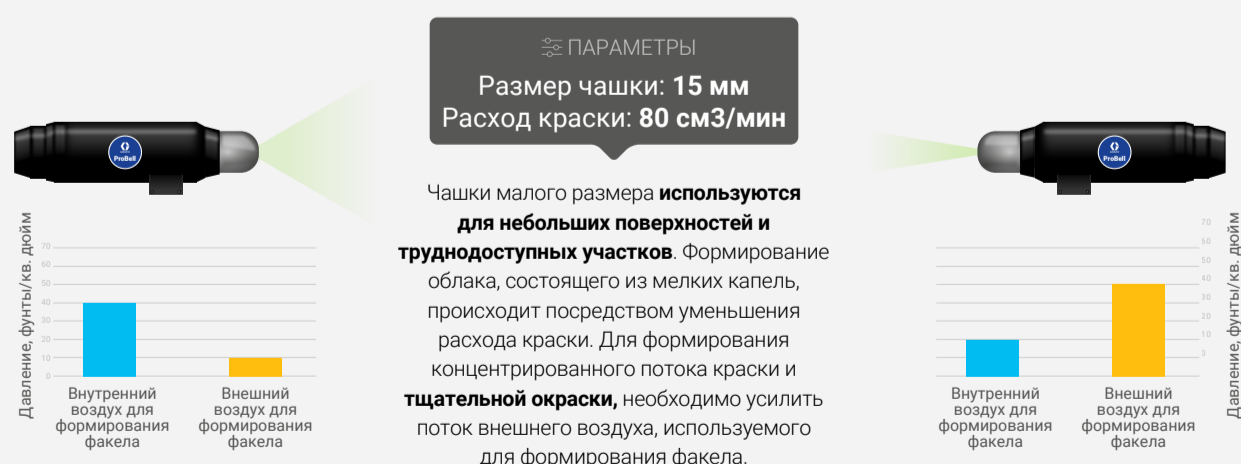 ПАРАМЕТРЫ
Размер чашки: 15 мм
Расход краски: 80 см3/мин
ProBell
ProBell
Чашки малого размера используются
для небольших поверхностей и
труднодоступных участков. Формирование
облака, состоящего из мелких капель,
происходит посредством уменьшения
расхода краски. Для формирования
концентрированного потока краски и
тщательной окраски, необходимо усилить
поток внешнего воздуха, используемого
для формирования факела.
Давление, фунты/кв. дюйм
70
60
50
40
30
20
10
0
Внутренний
воздух для
формирования
факела
Внешний
воздух для
формирования
факела
70
60
50
40
30
20
10
0
Давление, фунты/кв. дюйм
Внутренний
воздух для
формирования
факела
Внешний
воздух для
формирования
факела